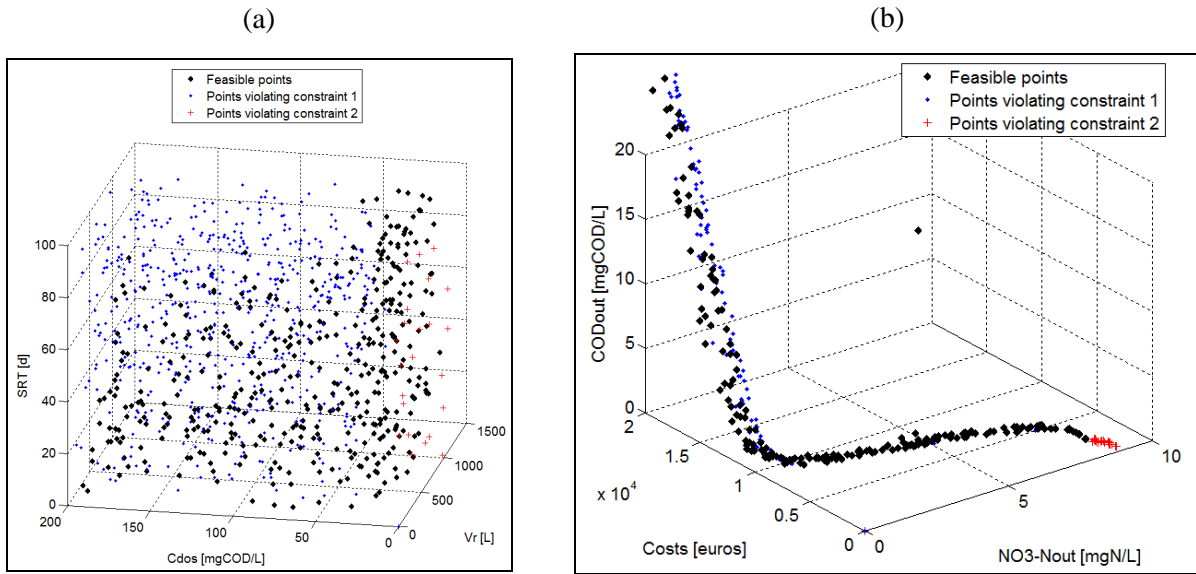 (a)
Feasible points
Points violating constraint 1
Points violating constraint 2
100
80
60
40
20
0
SRT [d]
200
150
100
50
0
Cdos [mgCOD/L]
0
500
1000
1500
Vr [L]
(b)
Feasible points
Points violating constraint 1
Points violating constraint 2
20
15
10
5
0
CODout [mgCOD/L]
2
1.5
1
0.5
0
x 10^4
Costs [euros]
0
5
10
NO3-Nout [mgN/L]